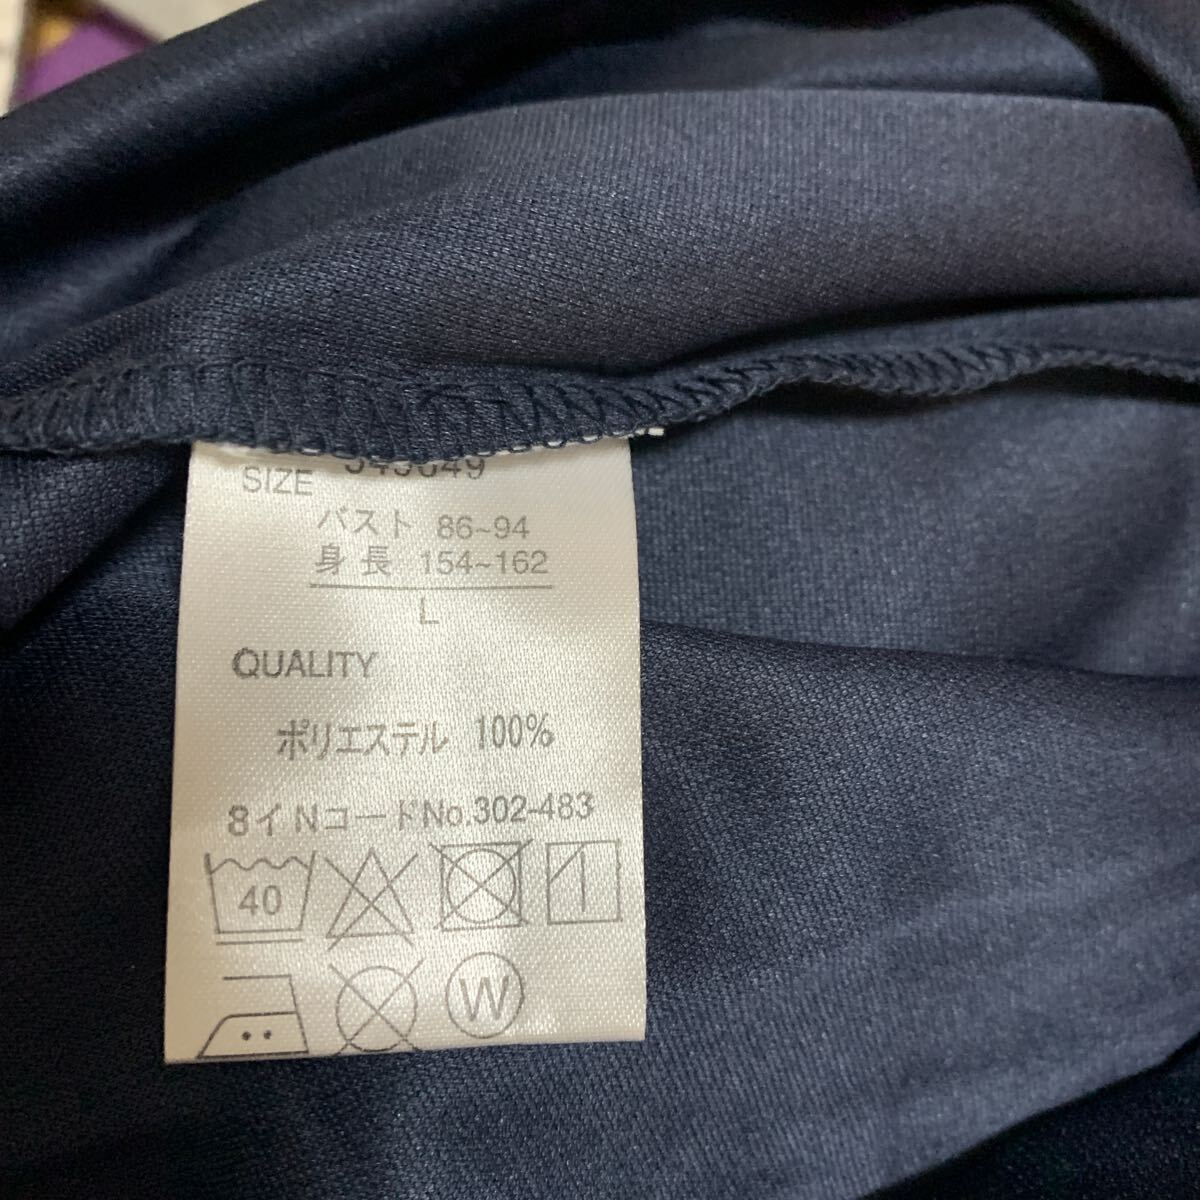 SIZE
バスト 86~94
身長 154~162
L
QUALITY
ポリエステル 100%
8イNコードNo.302-483
40
W